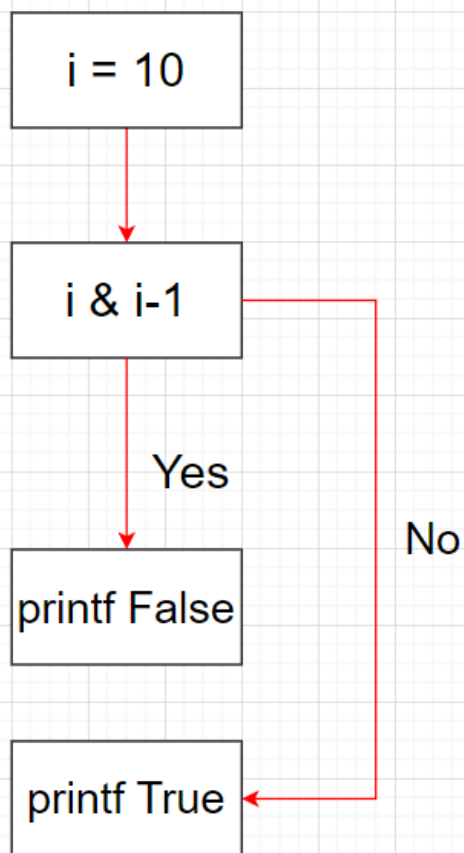 i = 10
i & i-1
Yes
No
printf False
printf True